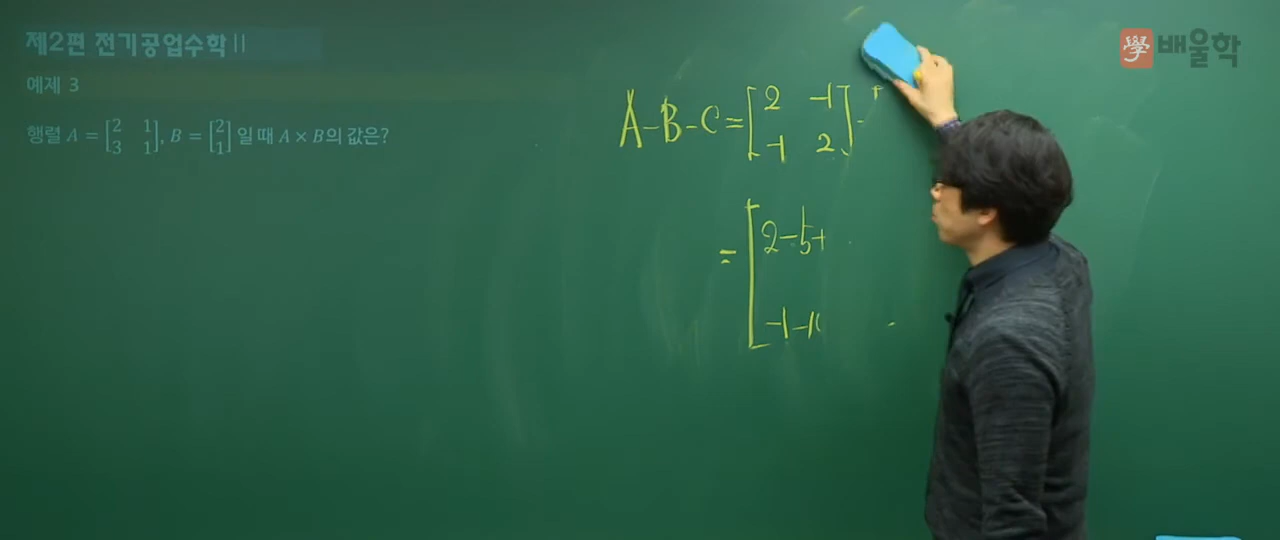 제2편 전기공업수학 II
學 배울학
예제 3
행렬 A = [2 1; 3 1], B = [2; 1] 일 때 A × B의 값은?
A-B-C = [2 -1; -1 2] -
= [2-5+
-1-1